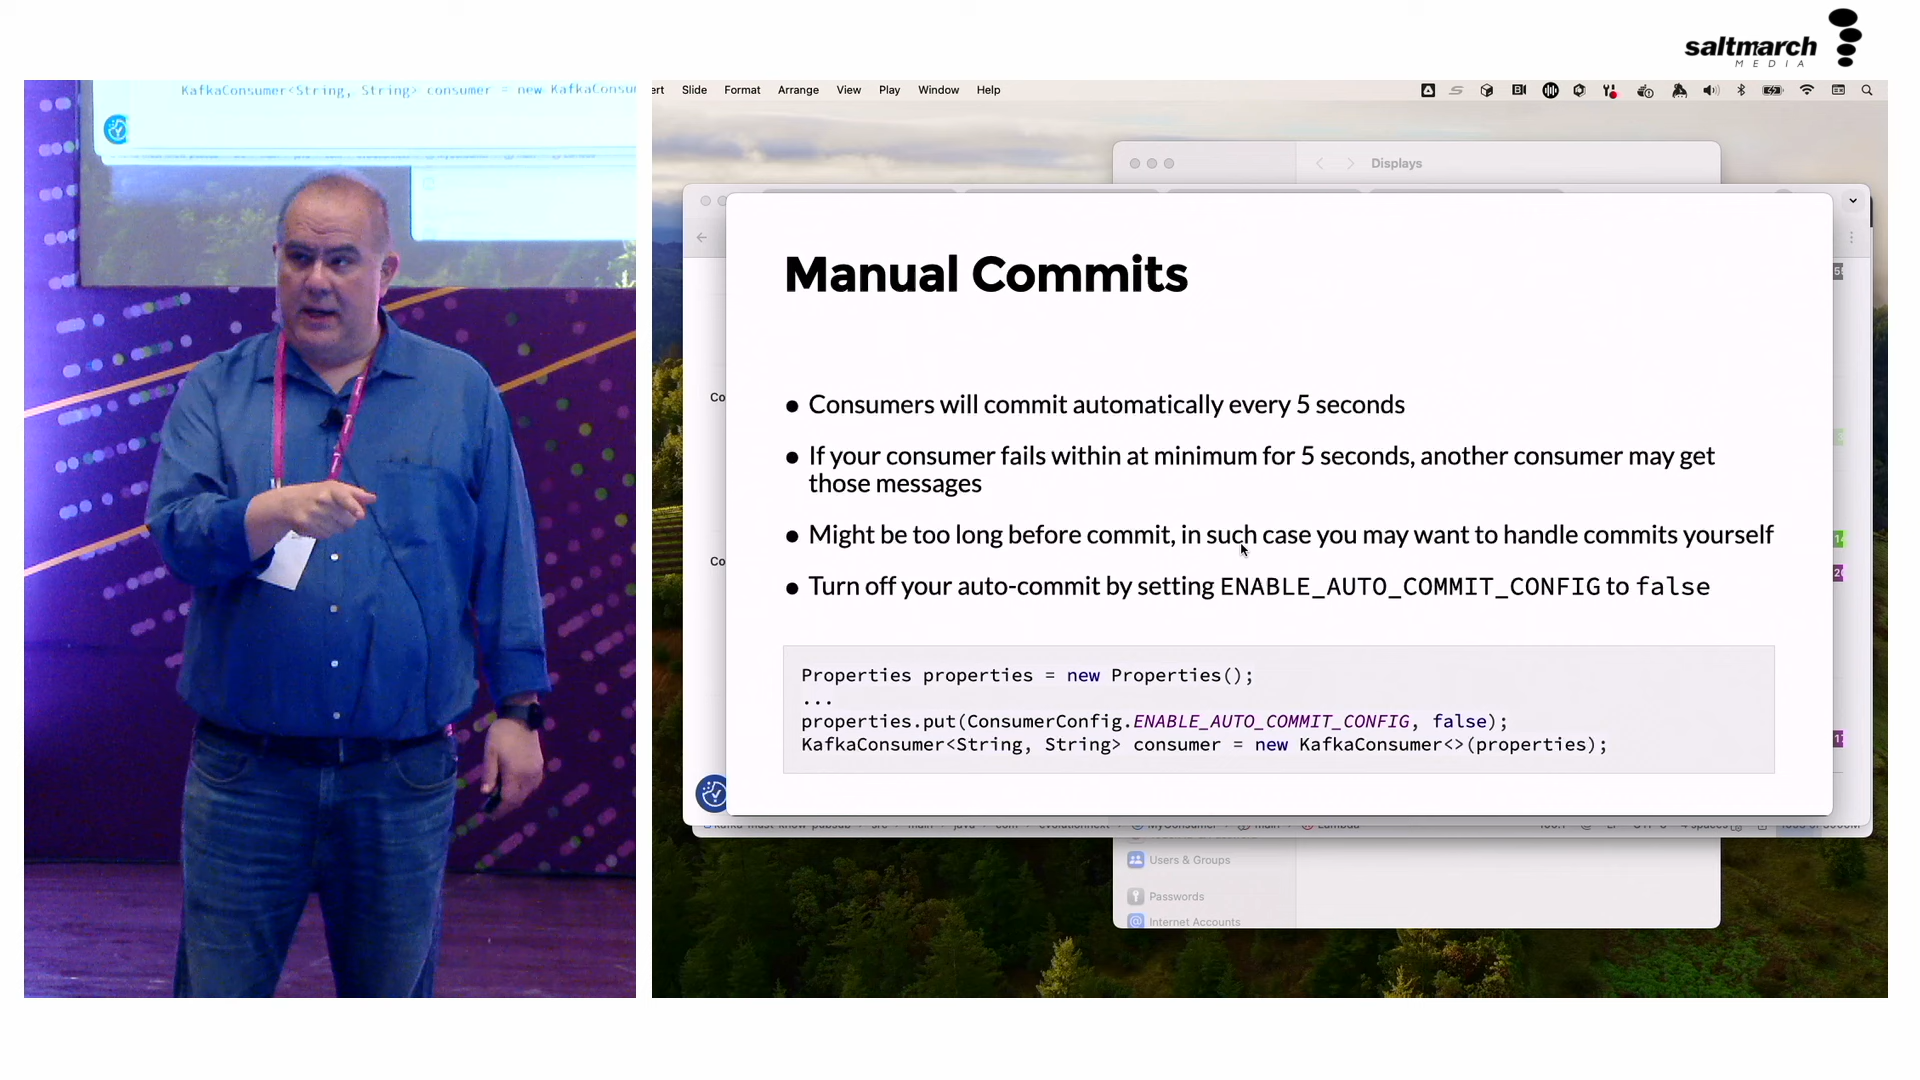 saltmarch
MEDIA
KafkaConsumer<String, String> consumer = new KafkaConsu
Slide Format Arrange View Play Window Help
Displays
Manual Commits
Co
● Consumers will commit automatically every 5 seconds
● If your consumer fails within at minimum for 5 seconds, another consumer may get
those messages
● Might be too long before commit, in such case you may want to handle commits yourself
Co
● Turn off your auto-commit by setting ENABLE_AUTO_COMMIT_CONFIG to false
Properties properties = new Properties();
...
properties.put(ConsumerConfig.ENABLE_AUTO_COMMIT_CONFIG, false);
KafkaConsumer<String, String> consumer = new KafkaConsumer<>(properties);
Users & Groups
Passwords
Internet Accounts